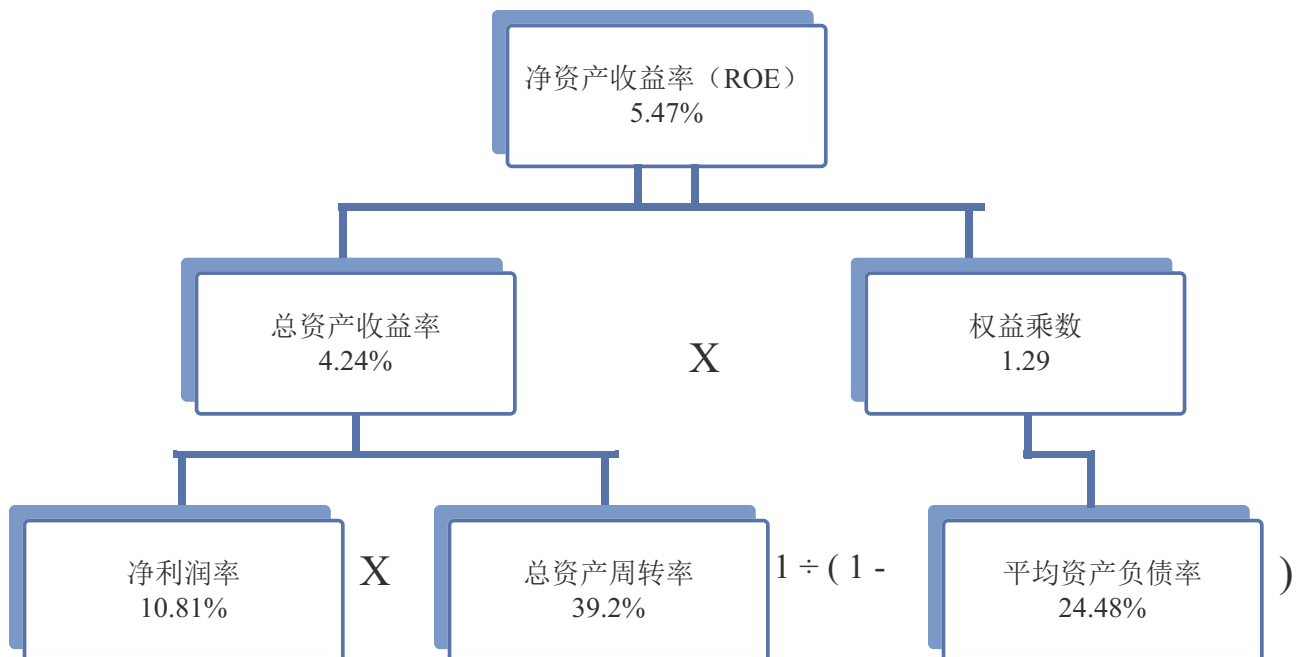 净资产收益率（ROE）
5.47%
总资产收益率
4.24%
X
权益乘数
1.29
净利润率
10.81%
X
总资产周转率
39.2%
1 ÷ ( 1 -
平均资产负债率
24.48%
)